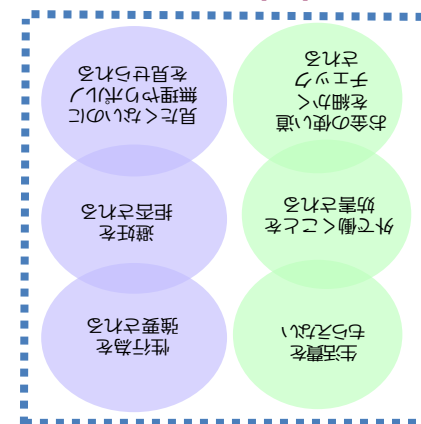 生活費を
もらえない
外で働くことを
妨害される
お金の使い道
を細かく
チェック
される
性行為を
強要される
避妊を
拒否される
見たくないのに
無理やりポルノ
を見せられる